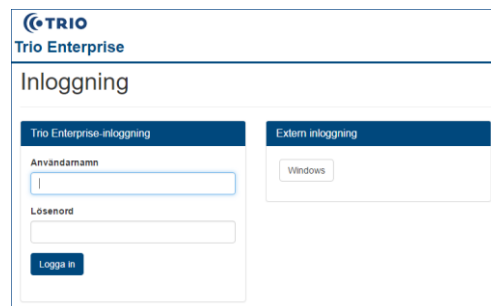 TRIO
Trio Enterprise
Inloggning
Trio Enterprise-inloggning
Användarnamn
Lösenord
Logga in
Extern inloggning
Windows